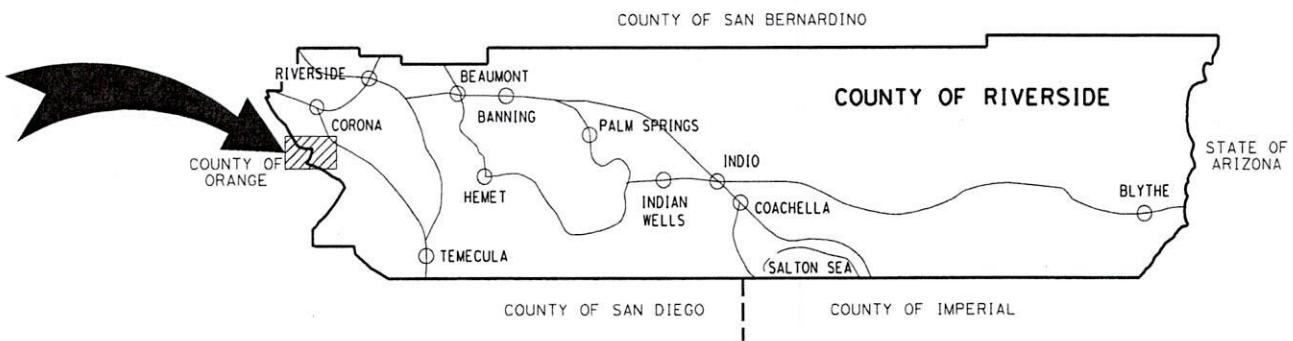 COUNTY OF SAN BERNARDINO
RIVERSIDE
BEAUMONT
COUNTY OF RIVERSIDE
CORONA
BANNING
PALM SPRINGS
COUNTY OF
ORANGE
STATE OF
ARIZONA
INDIO
HEMET
INDIAN
WELLS
COACHELLA
BLYTHE
TEMECULA
SALTON SEA
COUNTY OF SAN DIEGO
COUNTY OF IMPERIAL